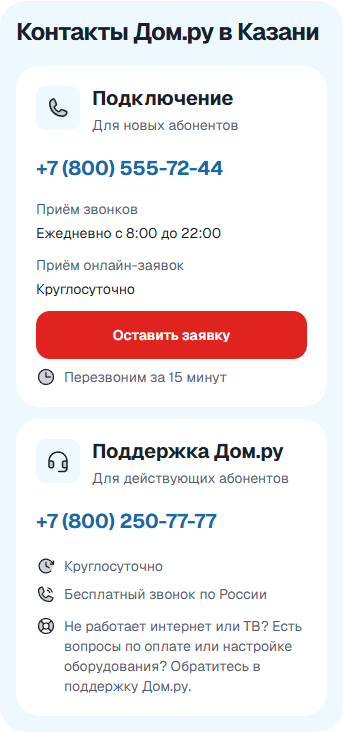 Контакты Дом.ру в Казани
Подключение
Для новых абонентов
+7 (800) 555-72-44
Приём звонков
Ежедневно с 8:00 до 22:00
Приём онлайн-заявок
Круглосуточно
Оставить заявку
Перезвоним за 15 минут
Поддержка Дом.ру
Для действующих абонентов
+7 (800) 250-77-77
Круглосуточно
Бесплатный звонок по России
Не работает интернет или ТВ? Есть
вопросы по оплате или настройке
оборудования? Обратитесь в
поддержку Дом.ру.